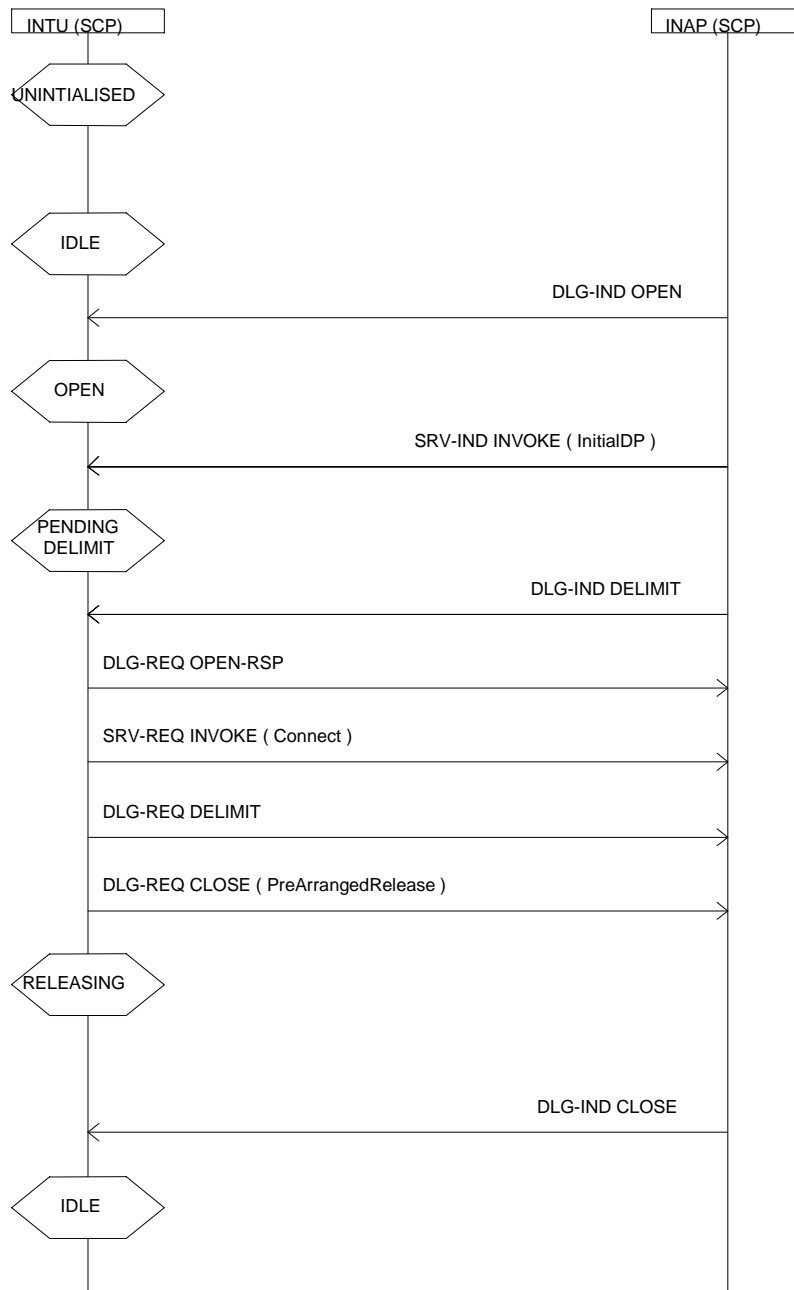 INTU (SCP)
INAP (SCP)
UNINTIALISED
IDLE
DLG-IND OPEN
OPEN
SRV-IND INVOKE ( InitialDP )
PENDING
DELIMIT
DLG-IND DELIMIT
DLG-REQ OPEN-RSP
SRV-REQ INVOKE ( Connect )
DLG-REQ DELIMIT
DLG-REQ CLOSE ( PreArrangedRelease )
RELEASING
DLG-IND CLOSE
IDLE